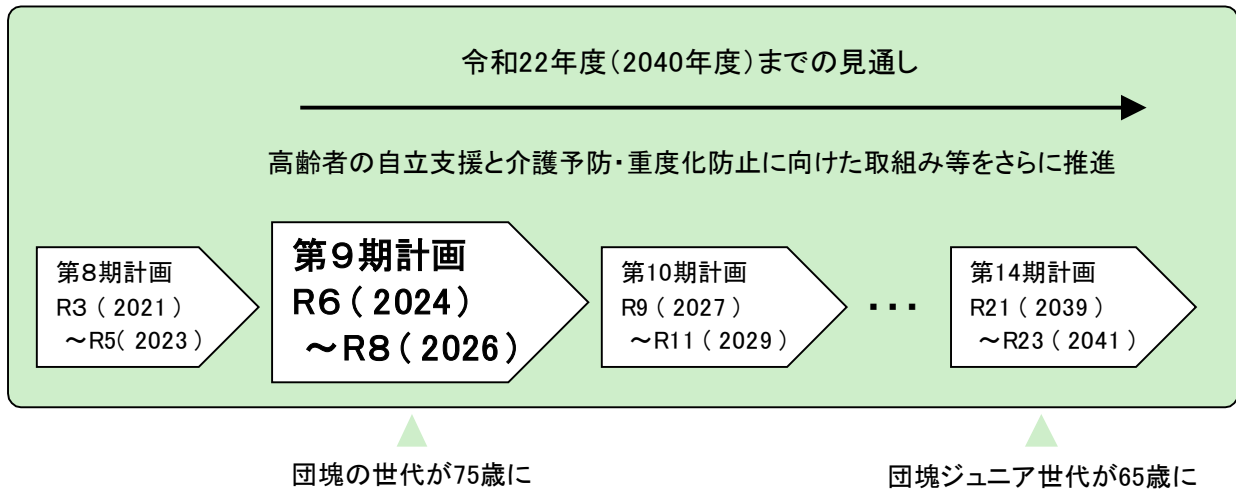 令和22年度(2040年度)までの見通し
高齢者の自立支援と介護予防・重度化防止に向けた取組み等をさらに推進
第8期計画
R3(2021)
～R5(2023)
第９期計画
R6(2024)
～R8(2026)
第10期計画
R9(2027)
～R11(2029)
・・・
第14期計画
R21(2039)
～R23(2041)
団塊の世代が75歳に
団塊ジュニア世代が65歳に